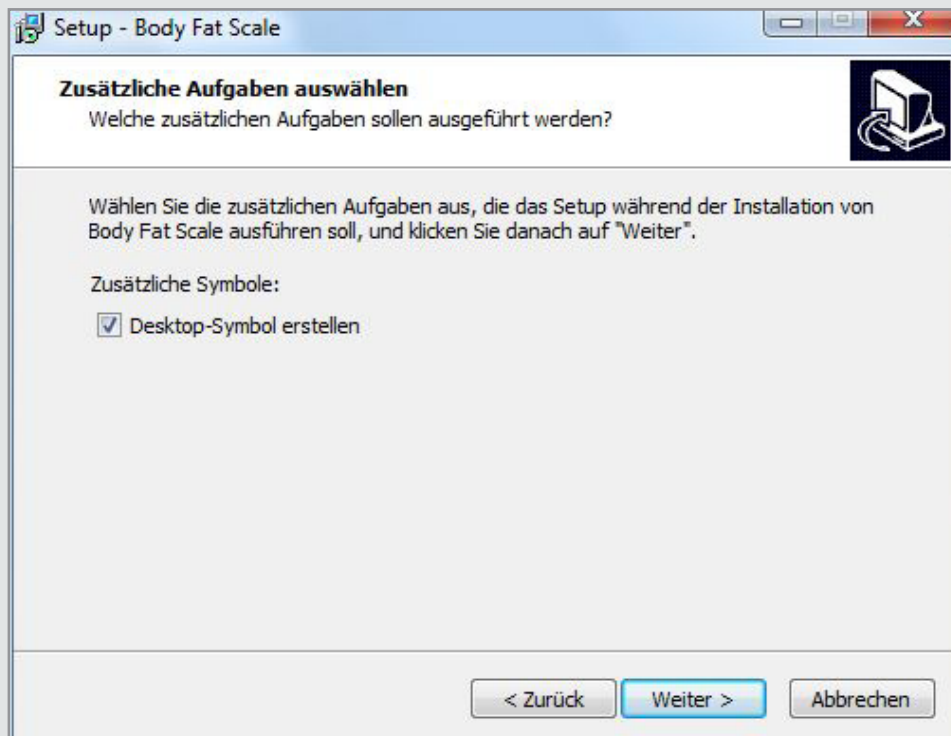 Setup - Body Fat Scale
Zusätzliche Aufgaben auswählen
Welche zusätzlichen Aufgaben sollen ausgeführt werden?
Wählen Sie die zusätzlichen Aufgaben aus, die das Setup während der Installation von
Body Fat Scale ausführen soll, und klicken Sie danach auf "Weiter".
Zusätzliche Symbole:
Desktop-Symbol erstellen
< Zurück Weiter > Abbrechen